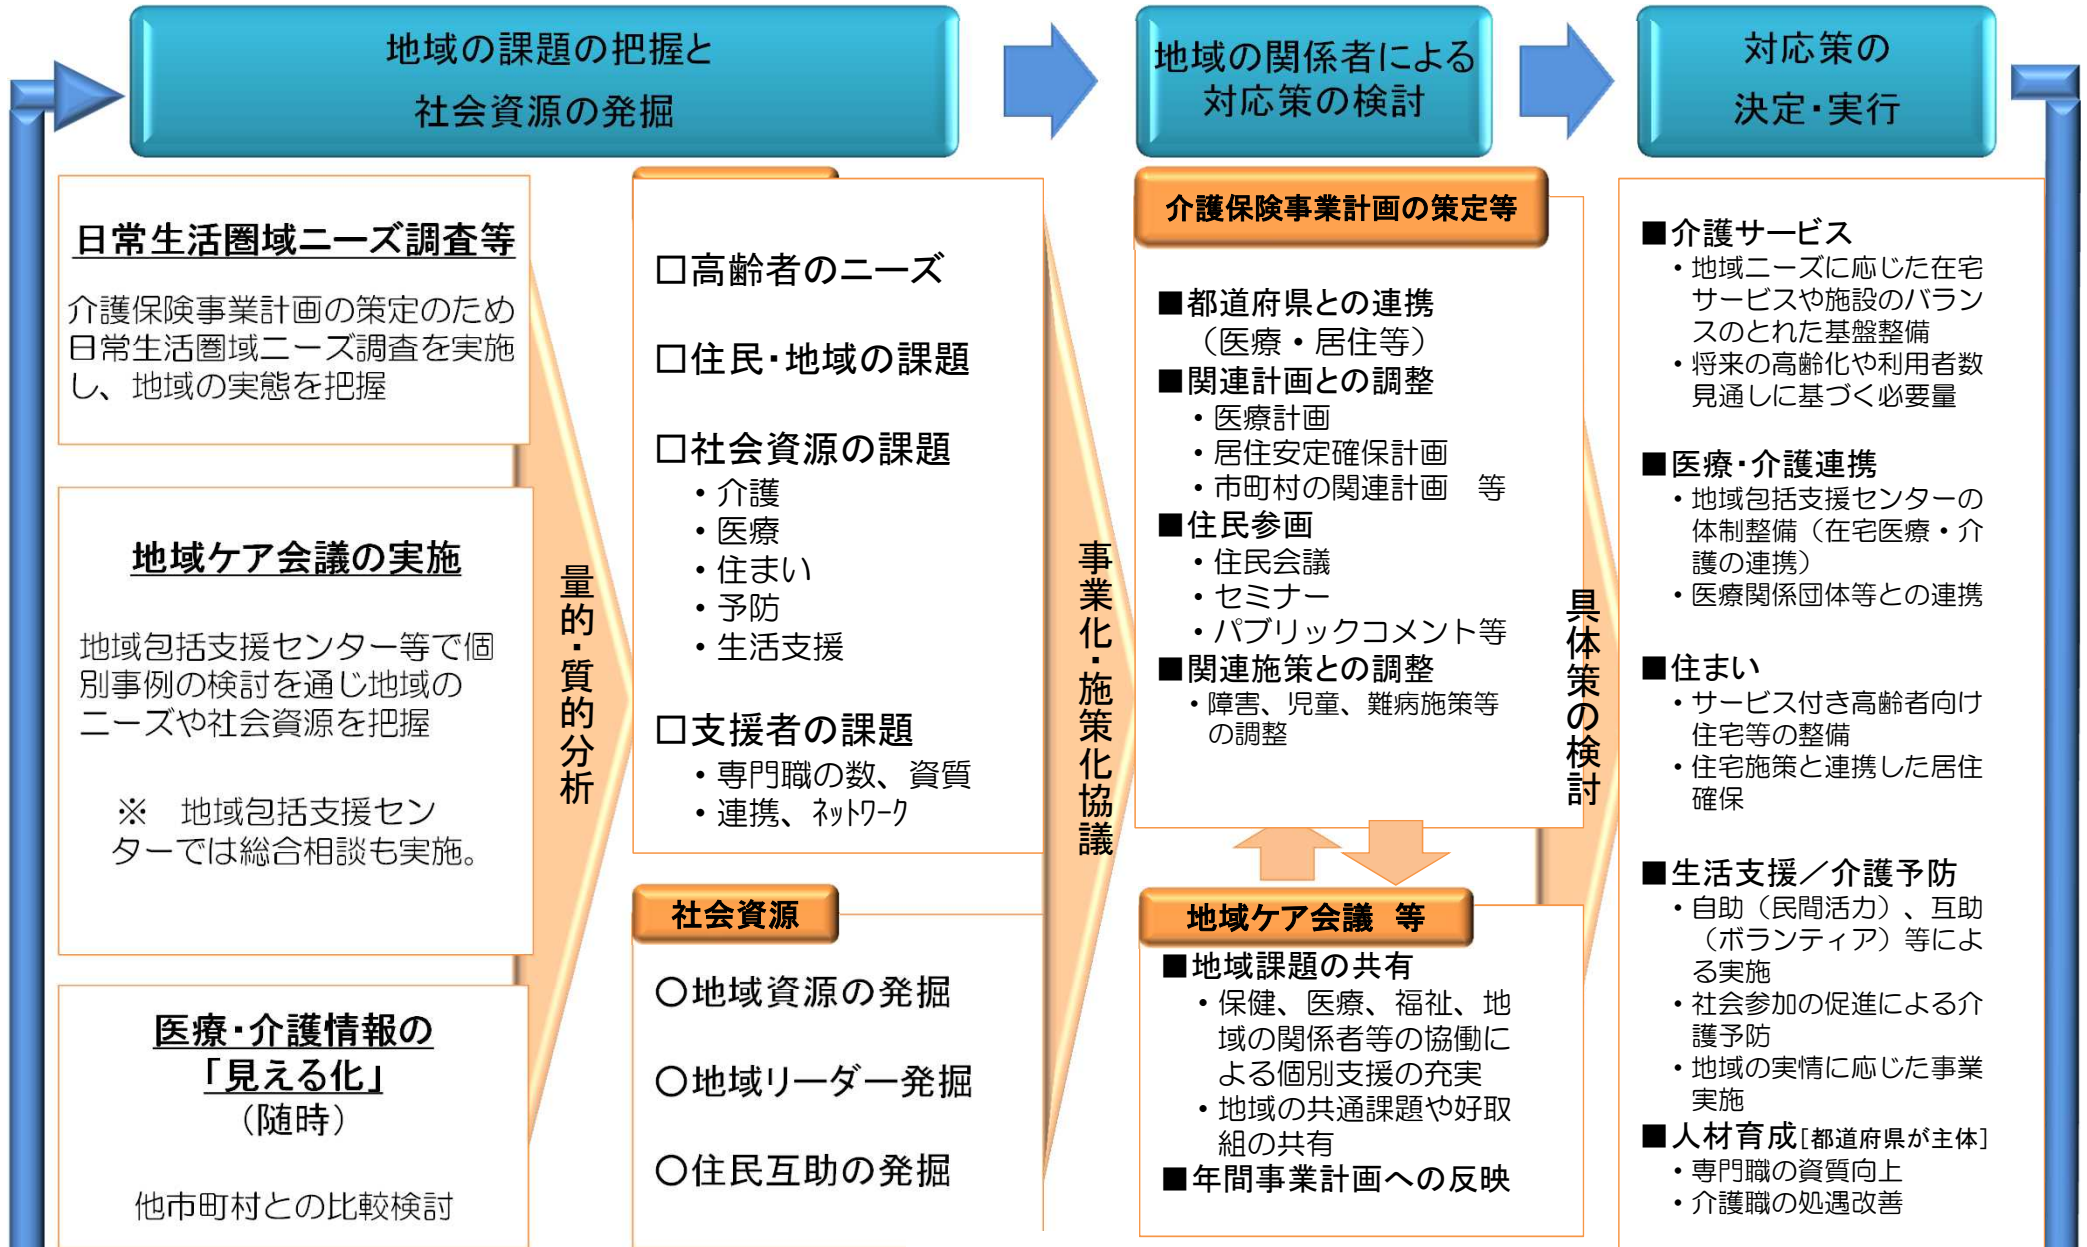 地域の課題の把握と
社会資源の発掘
地域の関係者による
対応策の検討
対応策の
決定・実行
日常生活圏域ニーズ調査等
介護保険事業計画の策定のため
日常生活圏域ニーズ調査を実施
し、地域の実態を把握
地域ケア会議の実施
地域包括支援センター等で個
別事例の検討を通じ地域の
ニーズや社会資源を把握
※　地域包括支援セン
ターでは総合相談も実施。
医療・介護情報の
「見える化」
（随時）
他市町村との比較検討
量的・質的分析
□高齢者のニーズ
□住民・地域の課題
□社会資源の課題
・介護
・医療
・住まい
・予防
・生活支援
□支援者の課題
・専門職の数、資質
・連携、ﾈｯﾄﾜｰｸ
社会資源
○地域資源の発掘
○地域リーダー発掘
○住民互助の発掘
事業化・施策化協議
介護保険事業計画の策定等
■都道府県との連携
（医療・居住等）
■関連計画との調整
・医療計画
・居住安定確保計画
・市町村の関連計画　等
■住民参画
・住民会議
・セミナー
・パブリックコメント等
■関連施策との調整
・障害、児童、難病施策等
の調整
地域ケア会議 等
■地域課題の共有
・保健、医療、福祉、地
域の関係者等の協働に
よる個別支援の充実
・地域の共通課題や好取
組の共有
■年間事業計画への反映
具体策の検討
■介護サービス
・地域ニーズに応じた在宅
サービスや施設のバラン
スのとれた基盤整備
・将来の高齢化や利用者数
見通しに基づく必要量
■医療・介護連携
・地域包括支援センターの
体制整備（在宅医療・介
護の連携）
・医療関係団体等との連携
■住まい
・サービス付き高齢者向け
住宅等の整備
・住宅施策と連携した居住
確保
■生活支援／介護予防
・自助（民間活力）、互助
（ボランティア）等によ
る実施
・社会参加の促進による介
護予防
・地域の実情に応じた事業
実施
■人材育成[都道府県が主体]
・専門職の資質向上
・介護職の処遇改善